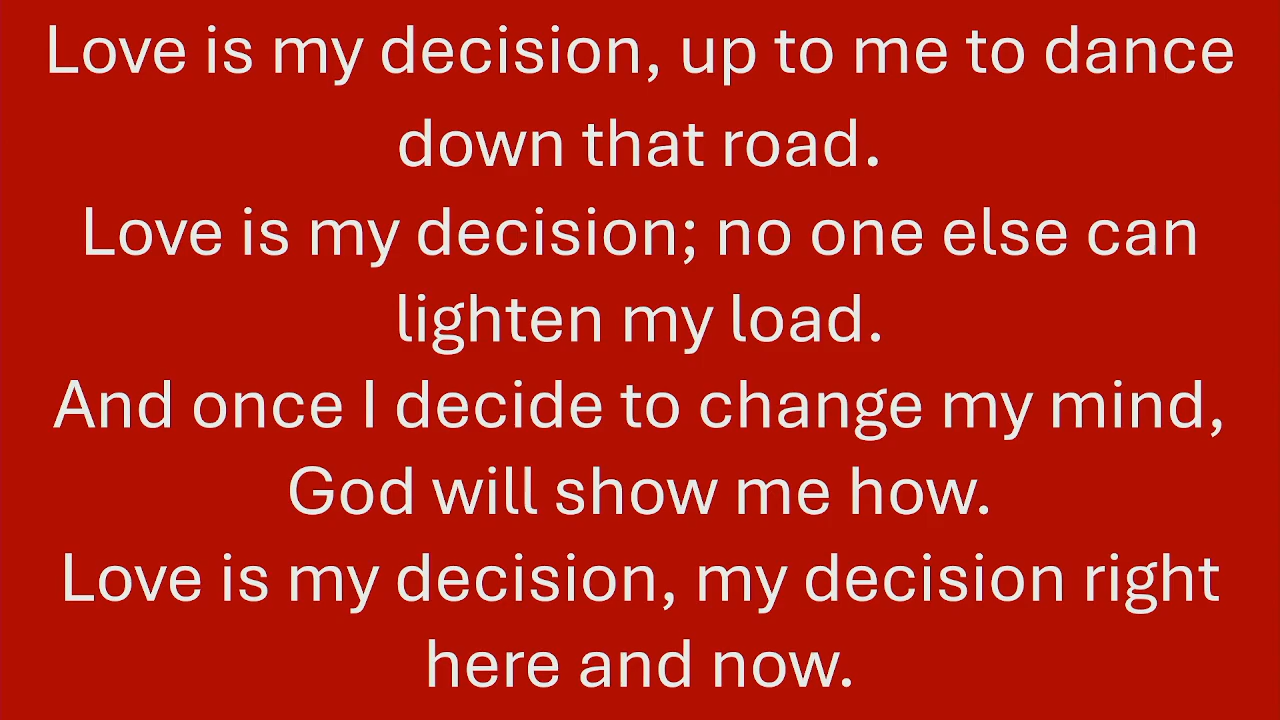 Love is my decision, up to me to dance
down that road.
Love is my decision; no one else can
lighten my load.
And once I decide to change my mind,
God will show me how.
Love is my decision, my decision right
here and now.